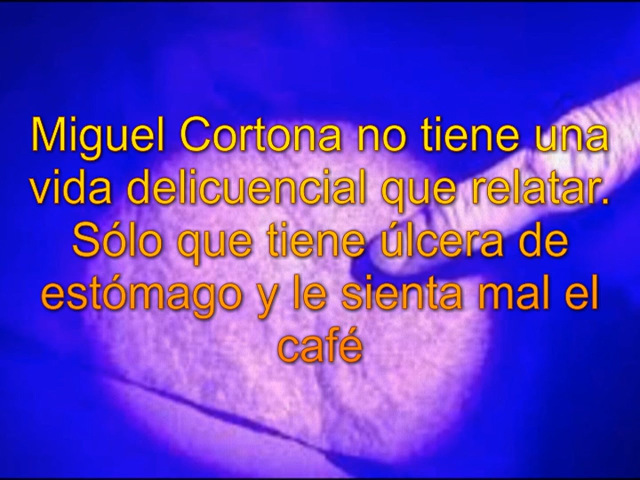 Miguel Cortona no tiene una
vida delicuencial que relatar.
Sólo que tiene úlcera de
estómago y le sienta mal el
café